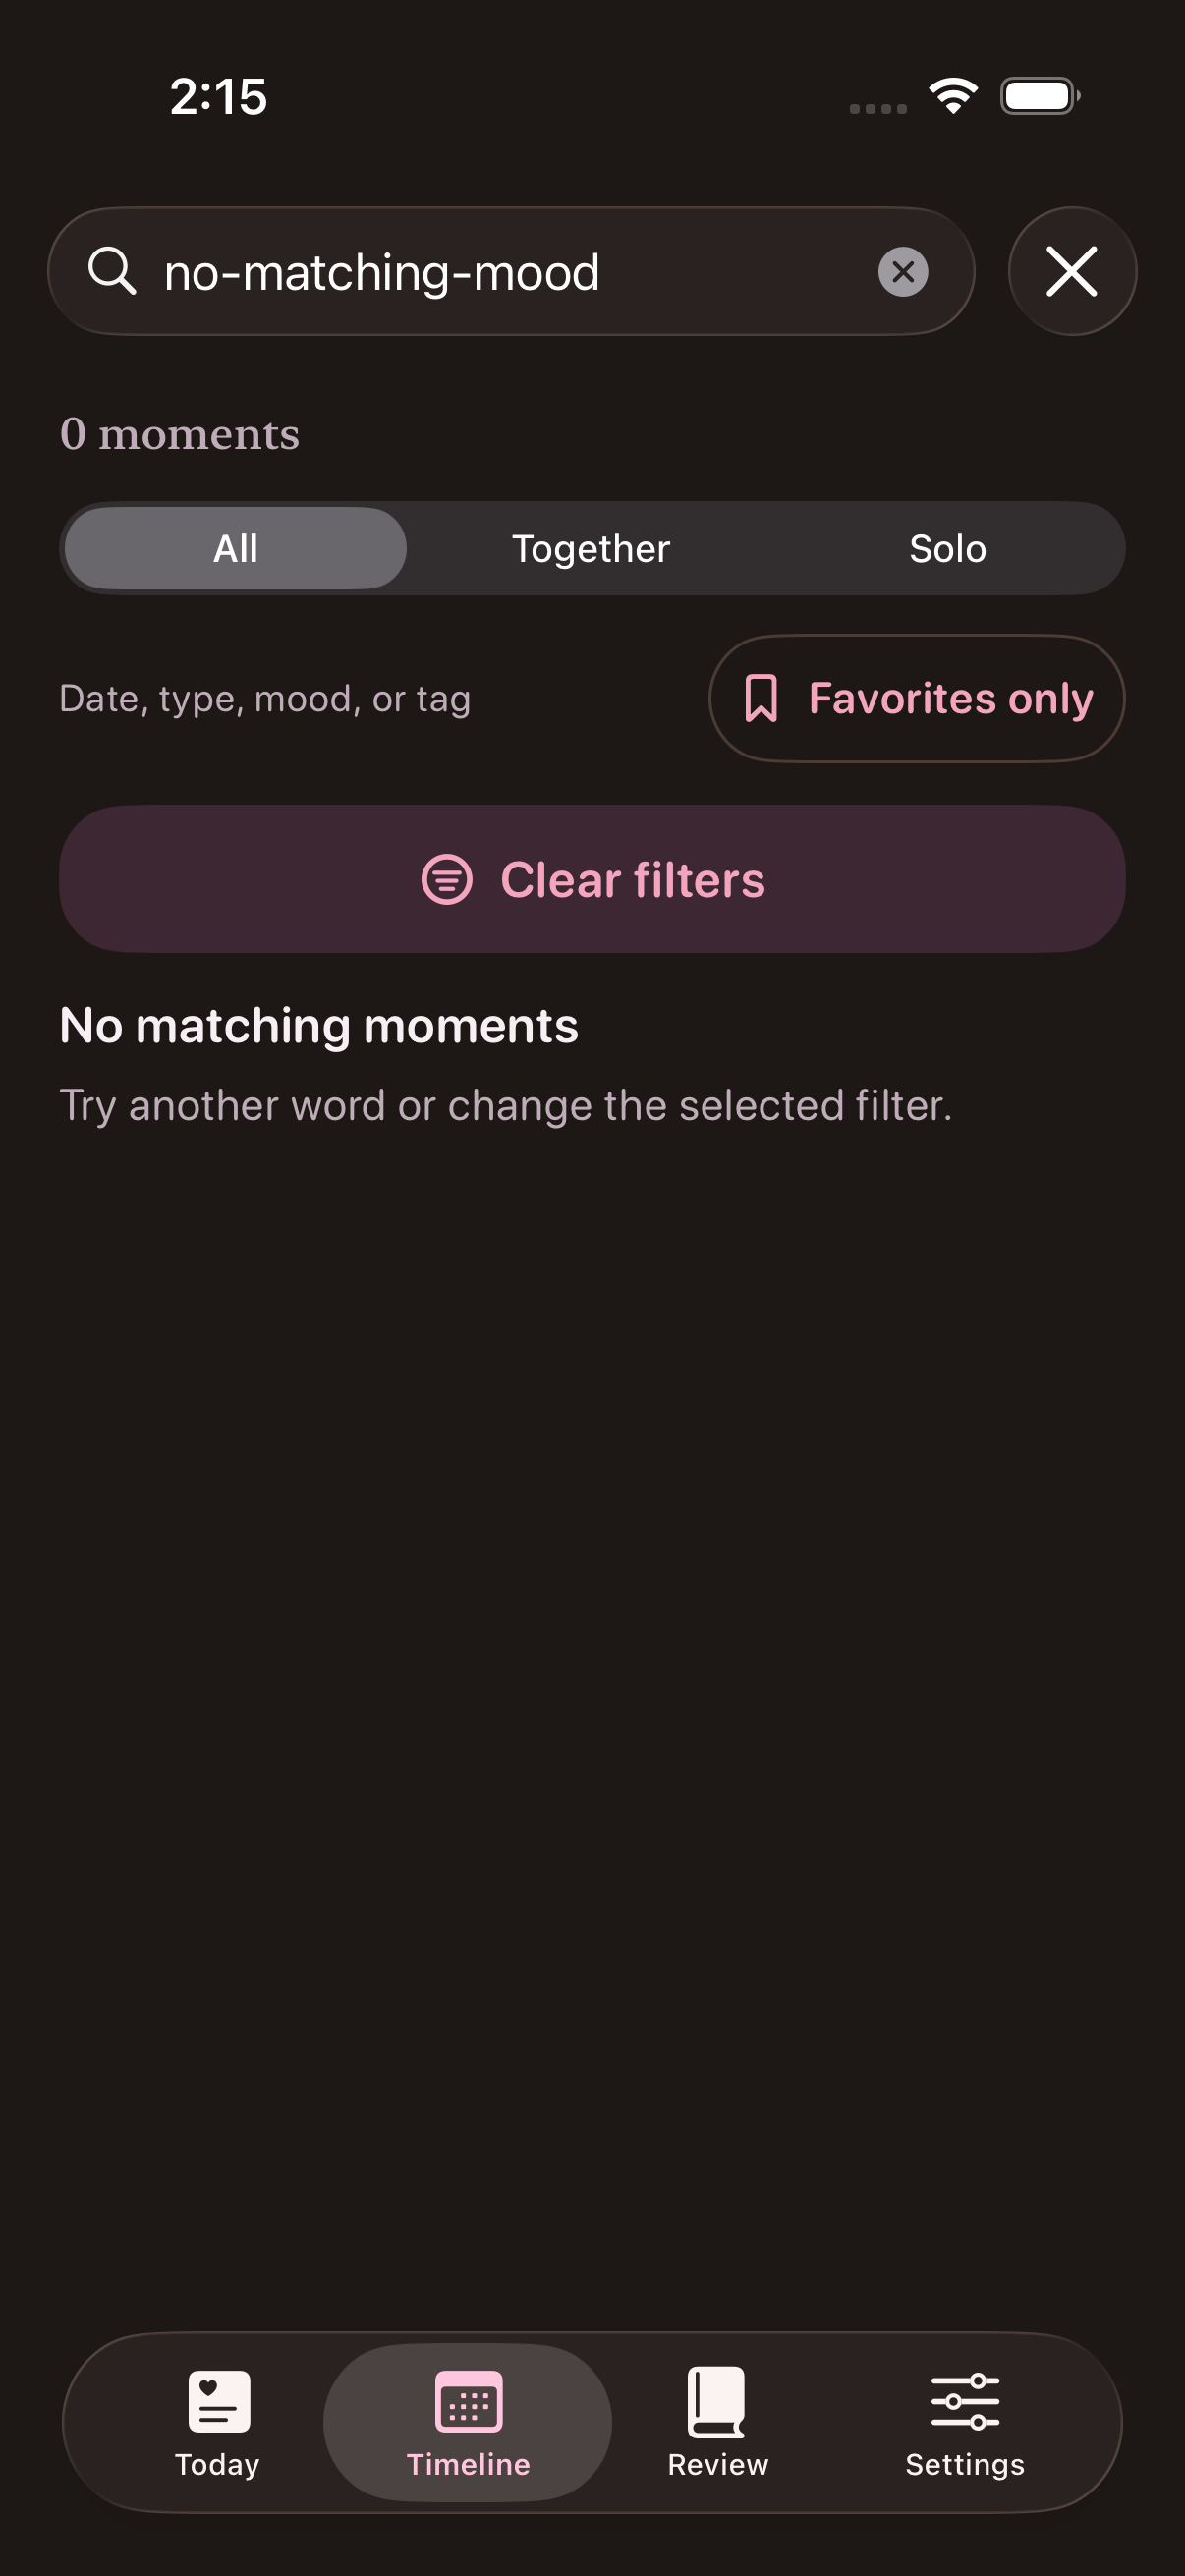 2:15
no-matching-mood
0 moments
All Together Solo
Date, type, mood, or tag
Favorites only
Clear filters
No matching moments
Try another word or change the selected filter.
Today Timeline Review Settings